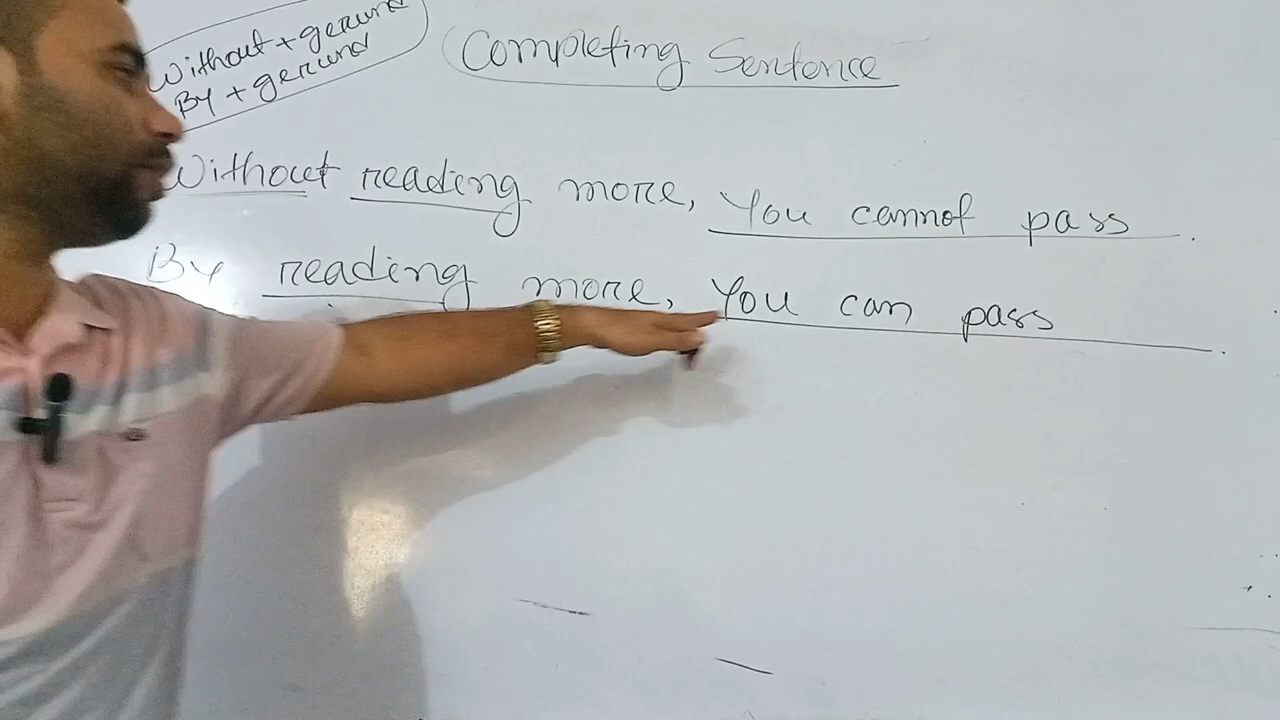 Without + gerund
By + gerund
Completing Sentence
Without reading more, You cannot pass.
By reading more, You can pass.